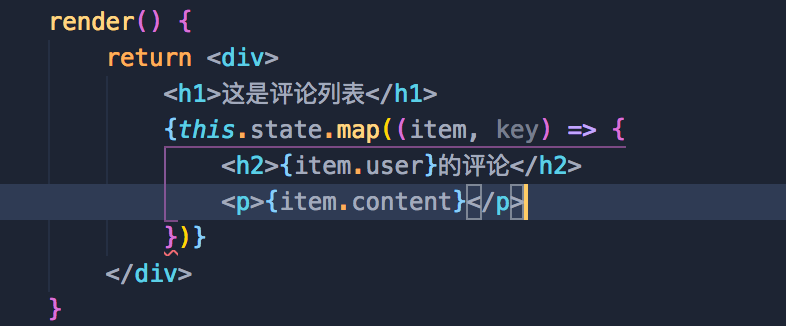 render() {
return <div>
<h1>这是评论列表</h1>
{this.state.map((item, key) => {
<h2>{item.user}的评论</h2>
<p>{item.content}</p>
})}
</div>
}